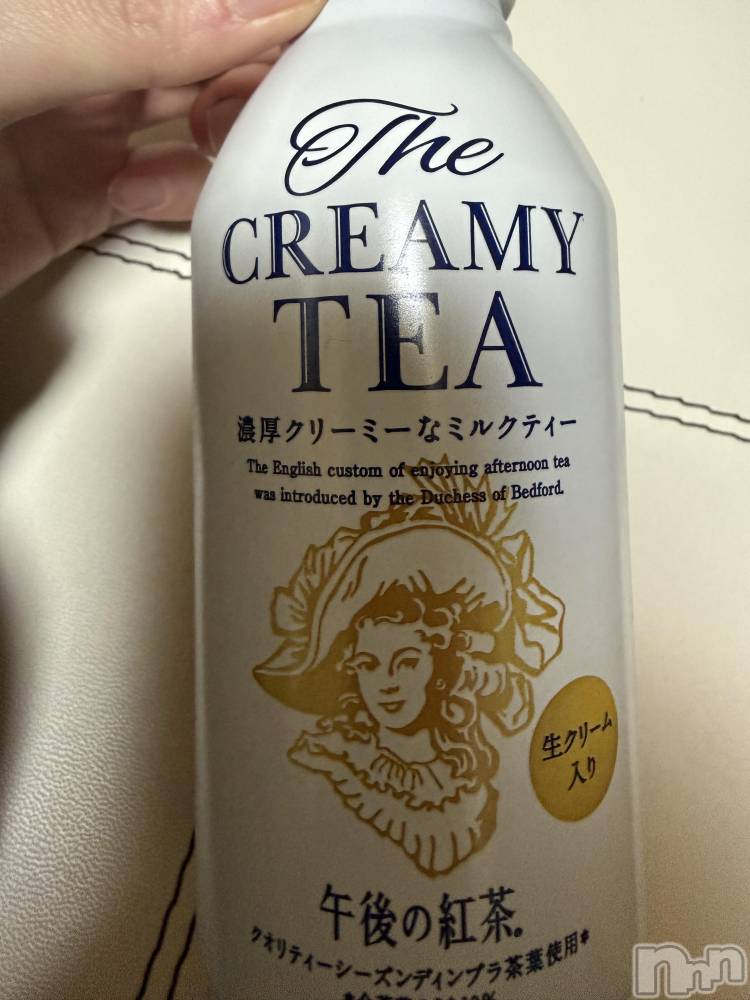 The
CREAMY
TEA
濃厚クリーミーなミルクティー
The English custom of enjoying afternoon tea
was introduced by the Duchess of Bedford.
生クリーム
入り
午後の紅茶。
クオリティーシーズンディンブラ茶葉使用*
nnn